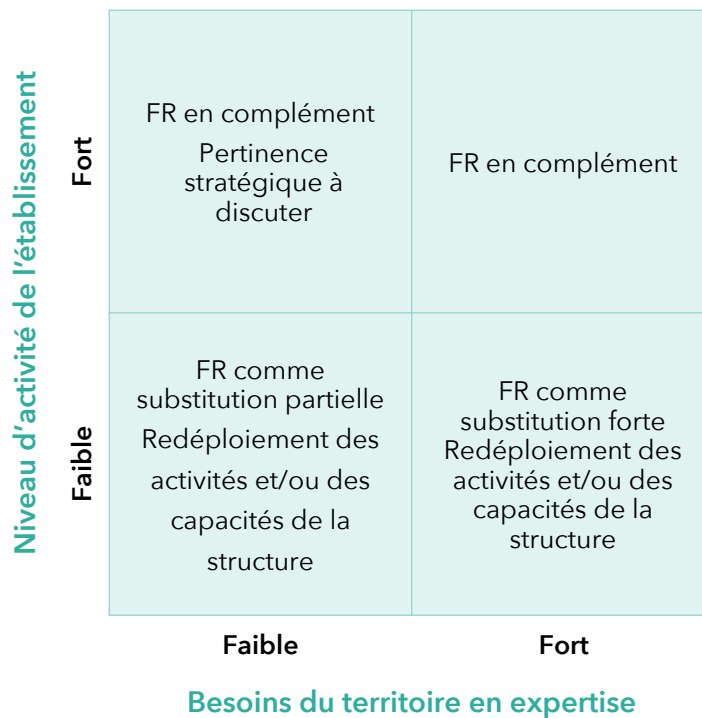 Niveau d’activité de l’établissement
Fort
FR en complément
Pertinence
stratégique à
discuter
FR en complément
Faible
FR comme
substitution partielle
Redéploiement des
activités et/ou des
capacités de la
structure
FR comme
substitution forte
Redéploiement des
activités et/ou des
capacités de la
structure
Faible
Fort
Besoins du territoire en expertise